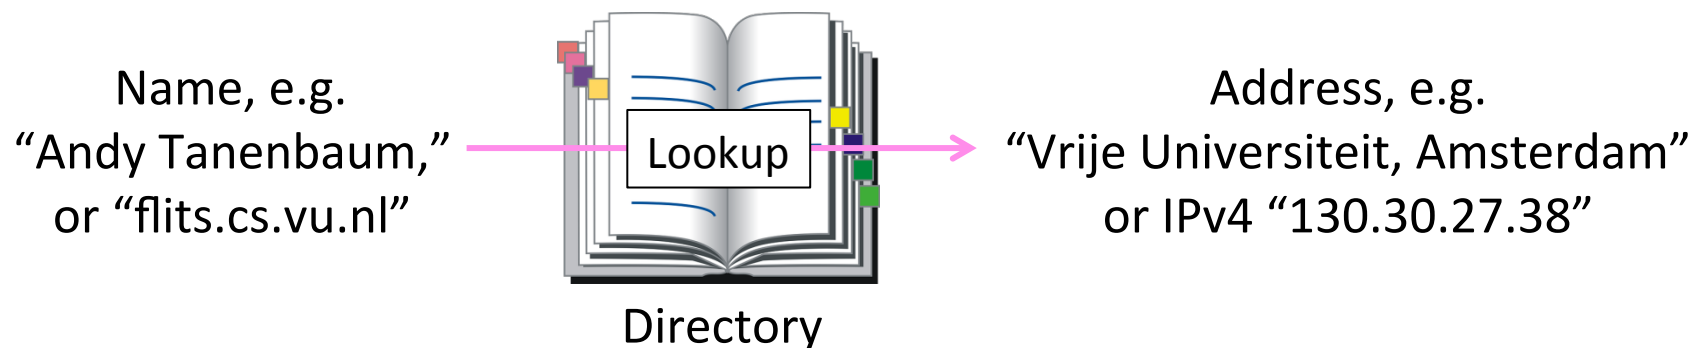 Name, e.g.
“Andy Tanenbaum,”
or “flits.cs.vu.nl”
Lookup
Directory
Address, e.g.
“Vrije Universiteit, Amsterdam”
or IPv4 “130.30.27.38”